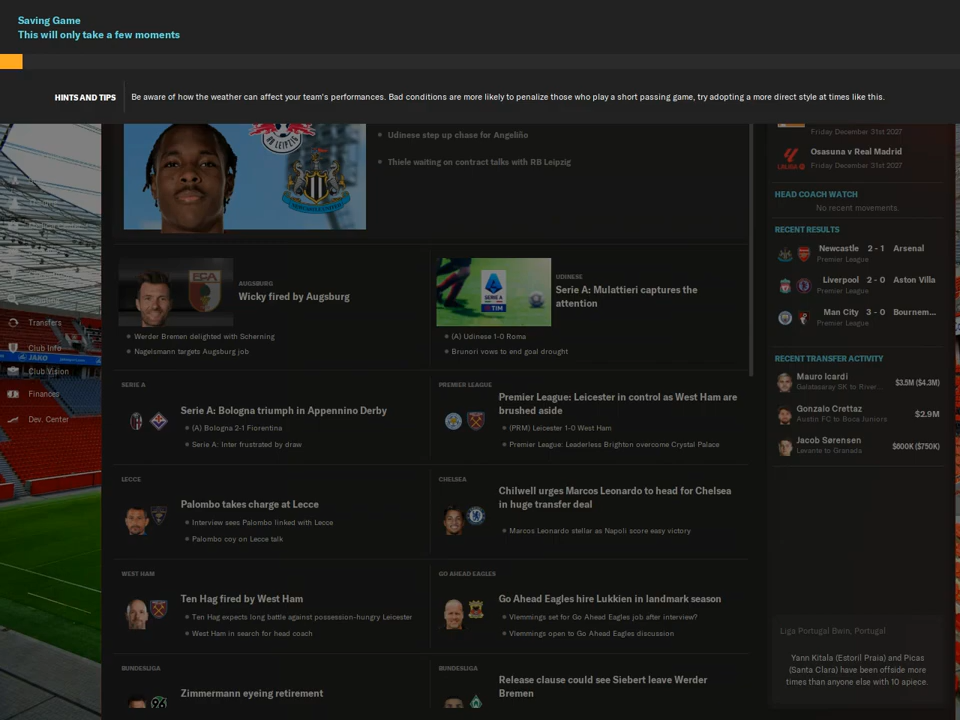 Saving Game
This will only take a few moments
HINTS AND TIPS
Be aware of how the weather can affect your team's performances. Bad conditions are more likely to penalize those who play a short passing game, try adopting a more direct style at times like this.
Udinese step up chase for Angeliño
Thiele waiting on contract talks with RB Leipzig
AUGSBURG
Wicky fired by Augsburg
Werder Bremen delighted with Scherning
Nagelsmann targets Augsburg job
UDINESE
Serie A: Mulattieri captures the
attention
(A) Udinese 1-0 Roma
Brunori vows to end goal drought
SERIE A
Serie A: Bologna triumph in Appennino Derby
(A) Bologna 2-1 Fiorentina
Serie A: Inter frustrated by draw
PREMIER LEAGUE
Premier League: Leicester in control as West Ham are
brushed aside
(PRM) Leicester 1-0 West Ham
Premier League: Leaderless Brighton overcome Crystal Palace
LECCE
Palombo takes charge at Lecce
Interview sees Palombo linked with Lecce
Palombo coy on Lecce talk
CHELSEA
Chilwell urges Marcos Leonardo to head for Chelsea
in huge transfer deal
Marcos Leonardo stellar as Napoli score easy victory
WEST HAM
Ten Hag fired by West Ham
Ten Hag expects long battle against possession-hungry Leicester
West Ham in search for head coach
GO AHEAD EAGLES
Go Ahead Eagles hire Lukkien in landmark season
Vlemmings set for Go Ahead Eagles job after interview?
Vlemmings open to Go Ahead Eagles discussion
BUNDESLIGA
Zimmermann eyeing retirement
BUNDESLIGA
Release clause could see Siebert leave Werder
Bremen
Transfers
Club Info
JAKO
Club Vision
Finances
Dev. Center
Friday December 31st 2027
Osasuna v Real Madrid
Friday December 31st 2027
HEAD COACH WATCH
No recent movements.
RECENT RESULTS
Newcastle 2 - 1 Arsenal
Premier League
Liverpool 2 - 0 Aston Villa
Premier League
Man City 3 - 0 Bournem...
Premier League
RECENT TRANSFER ACTIVITY
Mauro Icardi
Galatasaray SK to River...
$3.5M ($4.3M)
Gonzalo Crettaz
Austin FC to Boca Juniors
$2.9M
Jacob Sørensen
Levante to Granada
$600K ($750K)
Liga Portugal Bwin, Portugal
Yann Kitala (Estoril Praia) and Picas
(Santa Clara) have been offside more
times than anyone else with 10 apiece.